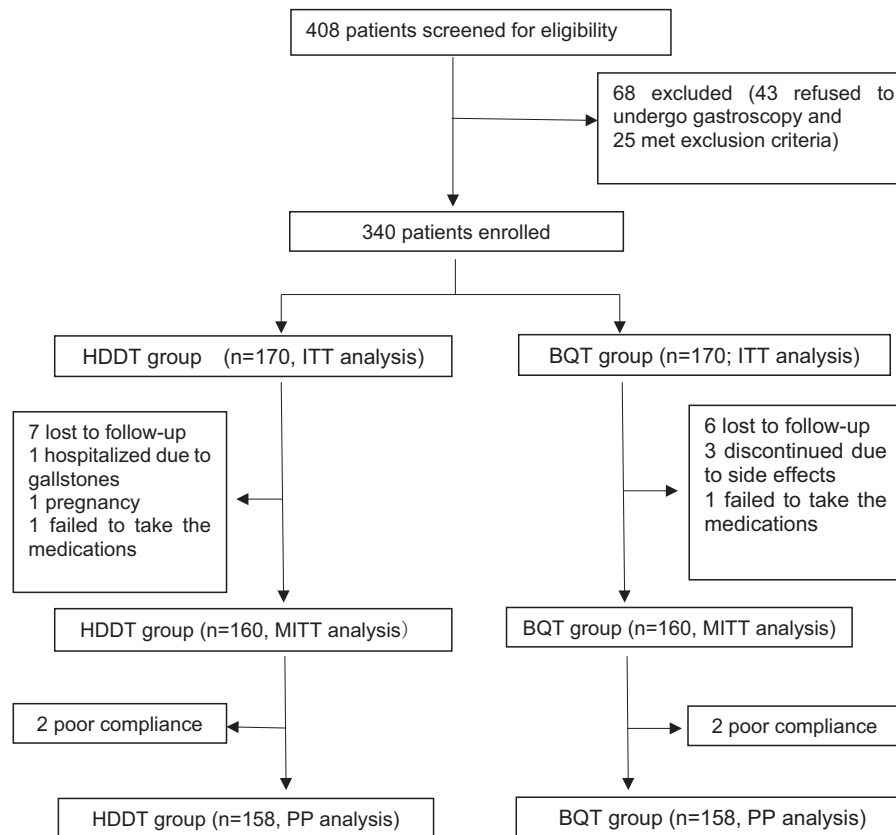 408 patients screened for eligibility
68 excluded (43 refused to
undergo gastroscopy and
25 met exclusion criteria)
340 patients enrolled
HDDT group (n=170, ITT analysis)
BQT group (n=170; ITT analysis)
7 lost to follow-up
1 hospitalized due to
gallstones
1 pregnancy
1 failed to take the
medications
6 lost to follow-up
3 discontinued due
to side effects
1 failed to take the
medications
HDDT group (n=160, MITT analysis）
BQT group (n=160, MITT analysis)
2 poor compliance
2 poor compliance
HDDT group (n=158, PP analysis)
BQT group (n=158, PP analysis)